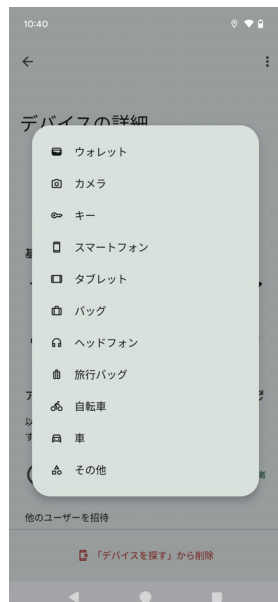 10:40
デバイスの詳細
ウォレット
カメラ
キー
スマートフォン
タブレット
バッグ
ヘッドフォン
旅行バッグ
自転車
車
その他
他のユーザーを招待
「デバイスを探す」から削除